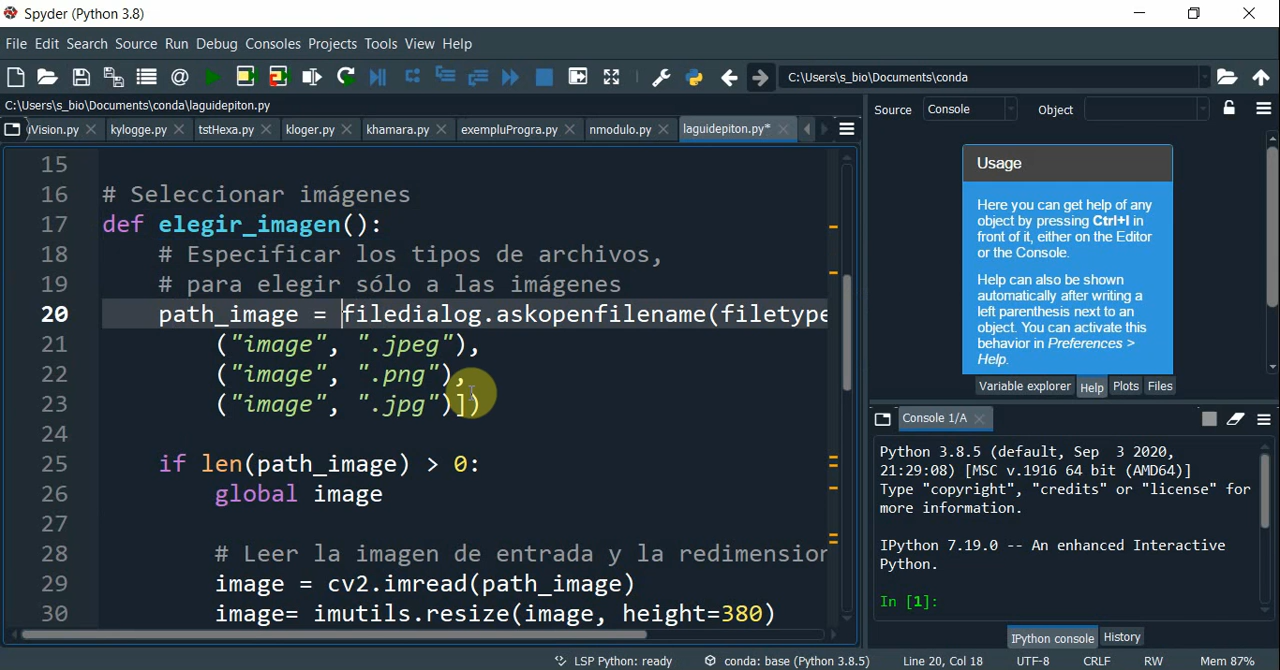 Spyder (Python 3.8)
File Edit Search Source Run Debug Consoles Projects Tools View Help
C:\Users\s_bio\Documents\conda
C:\Users\s_bio\Documents\conda\laguidepiton.py
Vision.py kylogge.py tstHexa.py kloger.py khamara.py exempluProgra.py nmodulo.py laguidepiton.py*
15
16 # Seleccionar imágenes
17 def elegir_imagen():
18 # Especificar los tipos de archivos,
19 # para elegir sólo a las imágenes
20 path_image = filedialog.askopenfilename(filetype
21 ("image", ".jpeg"),
22 ("image", ".png"),
23 ("image", ".jpg")])
24
25 if len(path_image) > 0:
26 global image
27
28 # Leer la imagen de entrada y la redimension
29 image = cv2.imread(path_image)
30 image= imutils.resize(image, height=380)
Source Console Object
Usage
Here you can get help of any
object by pressing Ctrl+I in
front of it, either on the Editor
or the Console.
Help can also be shown
automatically after writing a
left parenthesis next to an
object. You can activate this
behavior in Preferences >
Help.
Variable explorer Help Plots Files
Console 1/A
Python 3.8.5 (default, Sep 3 2020,
21:29:08) [MSC v.1916 64 bit (AMD64)]
Type "copyright", "credits" or "license" for
more information.
IPython 7.19.0 -- An enhanced Interactive
Python.
In [1]:
IPython console History
LSP Python: ready conda: base (Python 3.8.5) Line 20, Col 18 UTF-8 CRLF RW Mem 87%